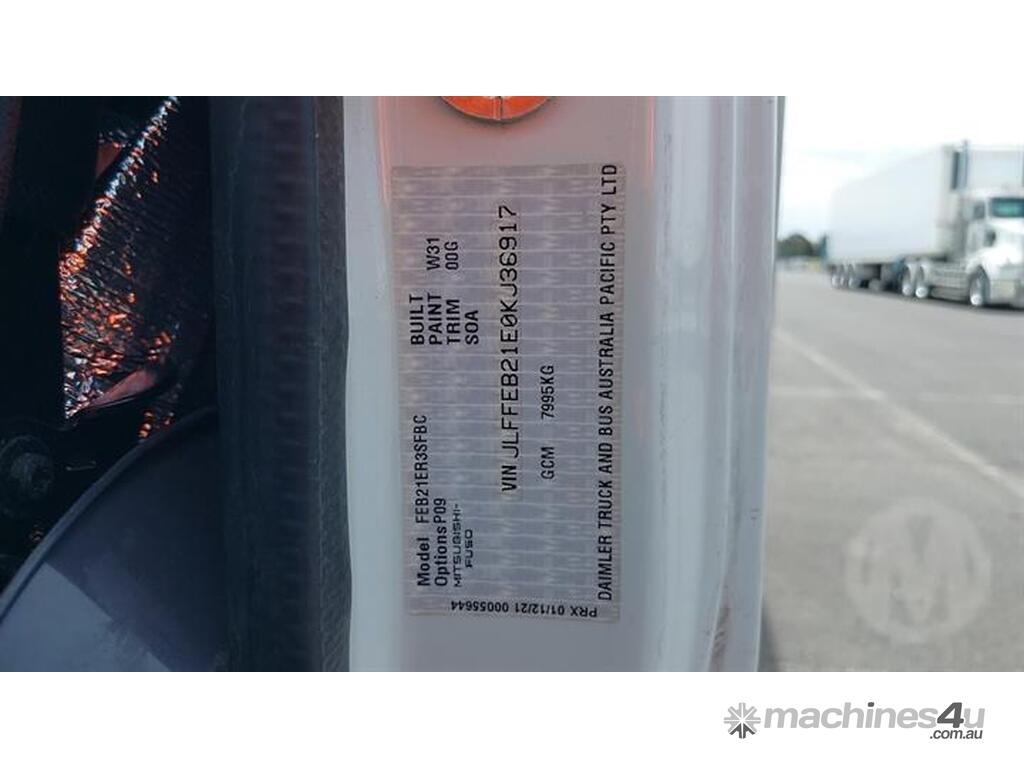 Model FEB21ER3SFBC BUILT
Options P09 PAINT W31
MITSUBISHI- TRIM 00G
FUSO SOA
VIN JLFFEB21E0KJ36917
GCM 7995KG
DAIMLER TRUCK AND BUS AUSTRALIA PACIFIC PTY LTD
PRX 01/12/21 00055644
M
machines4u
.com.au